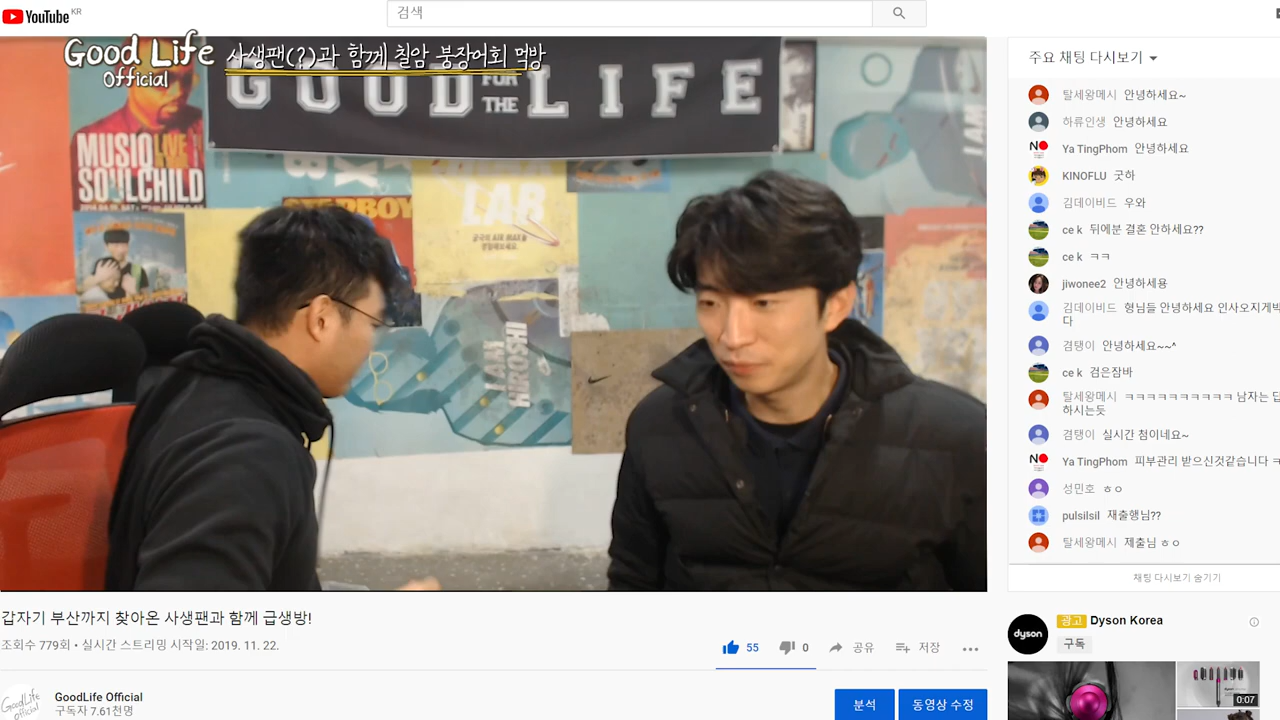 YouTube KR
검색
Good Life
Official
사생팬(?)과 함께 칠암 붕장어회 먹방
GOOD FOR THE LIFE
MUSIQ
SOULCHILD
LIVE
LAB
I AM
HIROSHI
I AM
주요 채팅 다시보기
탈세왕메시 안녕하세요~
하류인생 안녕하세요
Ya TingPhom 안녕하세요
KINOFLU 굿하
김데이비드 우와
ce k 뒤에분 결혼 안하세요??
ce k ㅋㅋ
jiwonee2 안녕하세용
김데이비드 형님들 안녕하세요 인사오지게박
다
겸탱이 안녕하세요~~^
ce k 검은잠바
탈세왕메시 ㅋㅋㅋㅋㅋㅋㅋㅋㅋㅋ 남자는 답
하시는듯
겸탱이 실시간 첨이네요~
Ya TingPhom 피부관리 받으신것같습니다 ㅋ
성민호 ㅎㅇ
pulsilsil 재출행님??
탈세왕메시 제출님 ㅎㅇ
채팅 다시보기 숨기기
갑자기 부산까지 찾아온 사생팬과 함께 급생방!
조회수 779회 • 실시간 스트리밍 시작일: 2019. 11. 22.
55 0 공유 저장
GoodLife Official
구독자 7.61천명
분석 동영상 수정
광고 Dyson Korea
dyson
구독
0:07